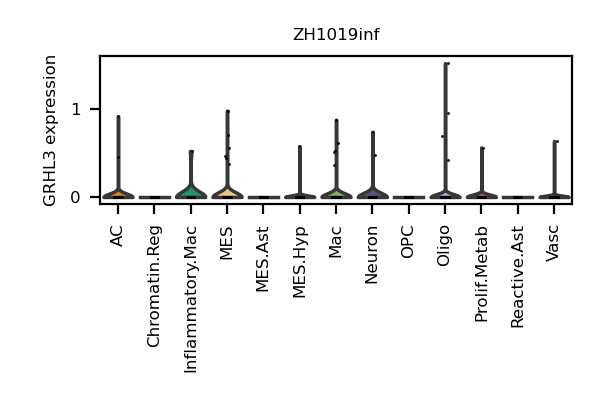 ZH1019inf
GRHL3 expression
1
0
AC
Chromatin.Reg
Inflammatory.Mac
MES
MES.Ast
MES.Hyp
Mac
Neuron
OPC
Oligo
Prolif.Metab
Reactive.Ast
Vasc